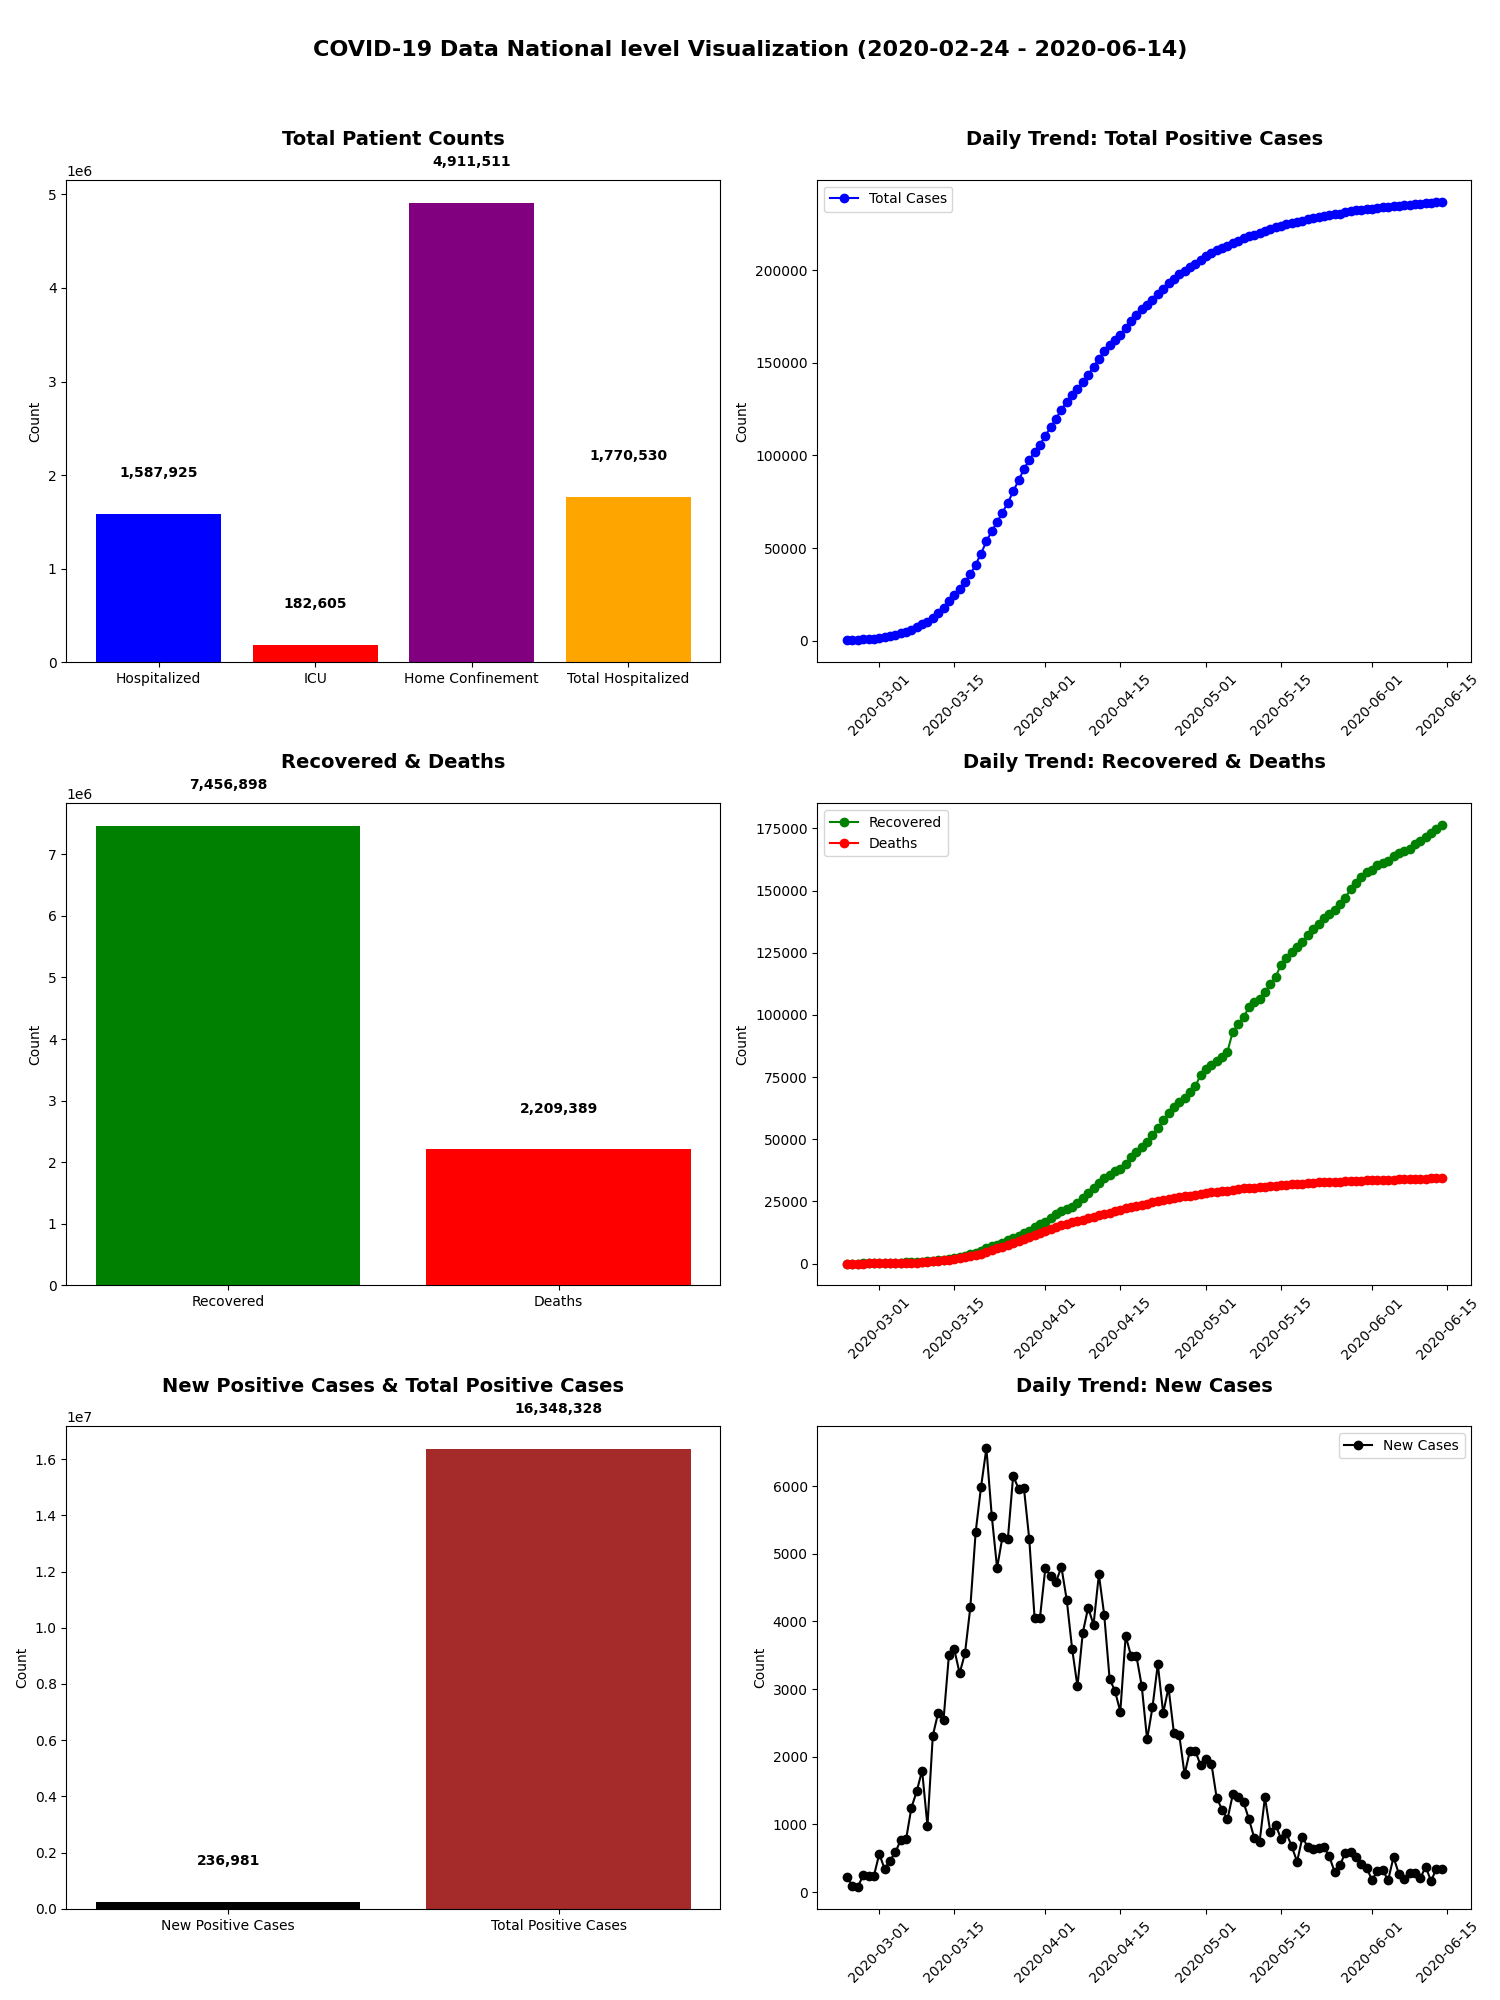 COVID-19 Data National level Visualization (2020-02-24 - 2020-06-14)
Total Patient Counts
1e6
4,911,511
1,587,925
182,605
1,770,530
5
4
3
2
1
0
Count
Hospitalized
ICU
Home Confinement
Total Hospitalized
Daily Trend: Total Positive Cases
Total Cases
200000
150000
100000
50000
0
Count
2020-03-01
2020-03-15
2020-04-01
2020-04-15
2020-05-01
2020-05-15
2020-06-01
2020-06-15
Recovered & Deaths
1e6
7,456,898
2,209,389
7
6
5
4
3
2
1
0
Count
Recovered
Deaths
Daily Trend: Recovered & Deaths
Recovered
Deaths
175000
150000
125000
100000
75000
50000
25000
0
Count
2020-03-01
2020-03-15
2020-04-01
2020-04-15
2020-05-01
2020-05-15
2020-06-01
2020-06-15
New Positive Cases & Total Positive Cases
1e7
16,348,328
236,981
1.6
1.4
1.2
1.0
0.8
0.6
0.4
0.2
0.0
Count
New Positive Cases
Total Positive Cases
Daily Trend: New Cases
New Cases
6000
5000
4000
3000
2000
1000
0
Count
2020-03-01
2020-03-15
2020-04-01
2020-04-15
2020-05-01
2020-05-15
2020-06-01
2020-06-15